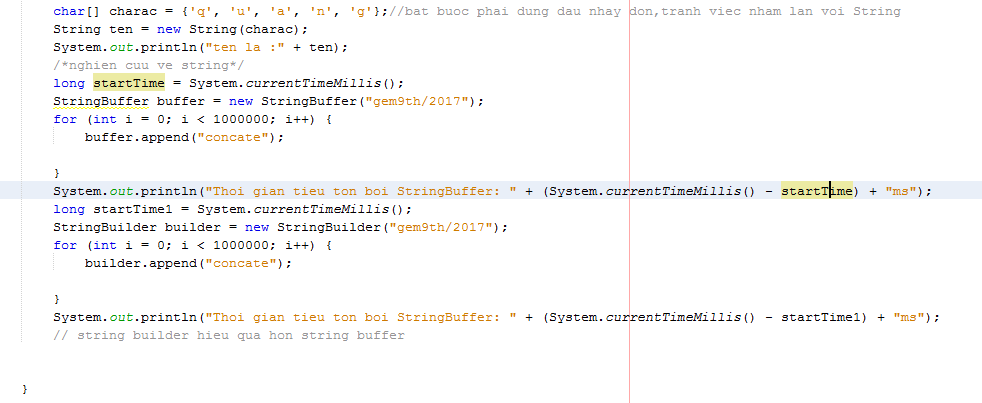 char[] charac = {'q', 'u', 'a', 'n', 'g'};//bat buoc phai dung dau nhay don,tranh viec nham lan voi String
String ten = new String(charac);
System.out.println("ten la :" + ten);
/*nghien cuu ve string*/
long startTime = System.currentTimeMillis();
StringBuffer buffer = new StringBuffer("gem9th/2017");
for (int i = 0; i < 1000000; i++) {
buffer.append("concate");
}
System.out.println("Thoi gian tieu ton boi StringBuffer: " + (System.currentTimeMillis() - startTime) + "ms");
long startTime1 = System.currentTimeMillis();
StringBuilder builder = new StringBuilder("gem9th/2017");
for (int i = 0; i < 1000000; i++) {
builder.append("concate");
}
System.out.println("Thoi gian tieu ton boi StringBuffer: " + (System.currentTimeMillis() - startTime1) + "ms");
// string builder hieu qua hon string buffer
}